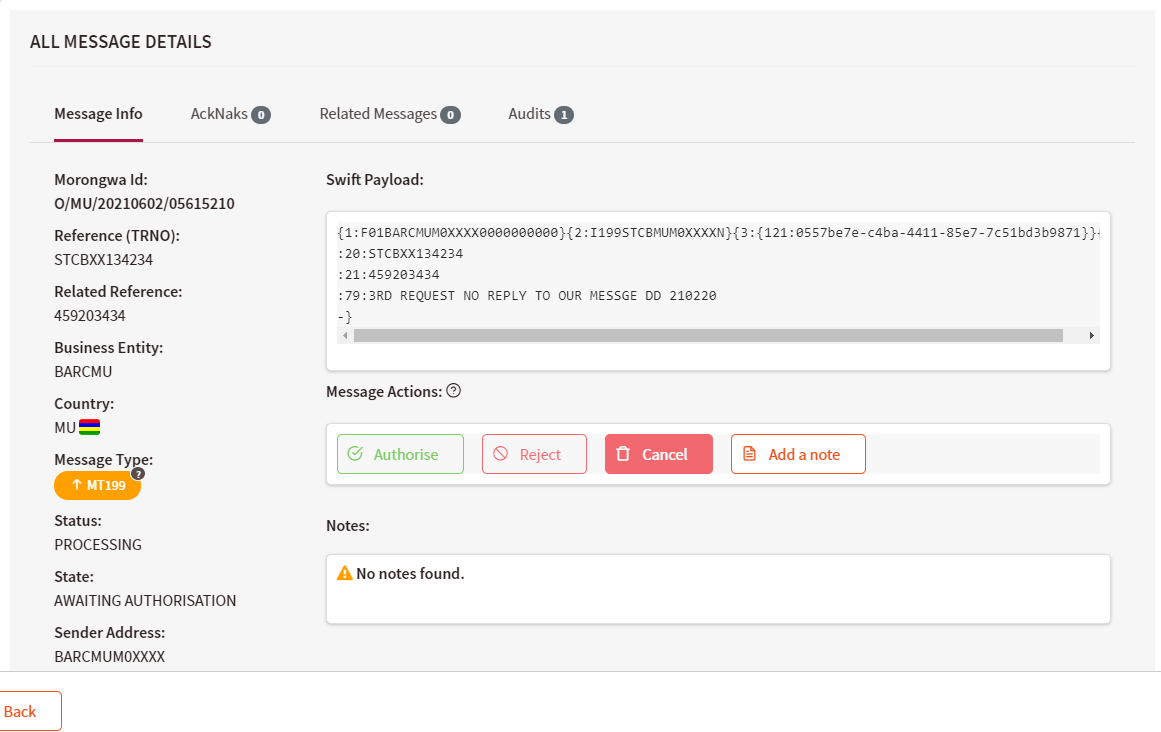 ALL MESSAGE DETAILS
Message Info
AckNaks 0
Related Messages 0
Audits 1
Morongwa Id:
O/MU/20210602/05615210
Reference (TRNO):
STCBXX134234
Related Reference:
459203434
Business Entity:
BARCMU
Country:
MU
Message Type:
MT199 ?
Status:
PROCESSING
State:
AWAITING AUTHORISATION
Sender Address:
BARCMUM0XXXX
Swift Payload:
{1:F01BARCMUM0XXXX0000000000}{2:I199STCBMUM0XXXXN}{3:{121:0557be7e-c4ba-4411-85e7-7c51bd3b9871}}{
:20:STCBXX134234
:21:459203434
:79:3RD REQUEST NO REPLY TO OUR MESSGE DD 210220
-}
Message Actions: ?
Authorise
Reject
Cancel
Add a note
Notes:
No notes found.
Back